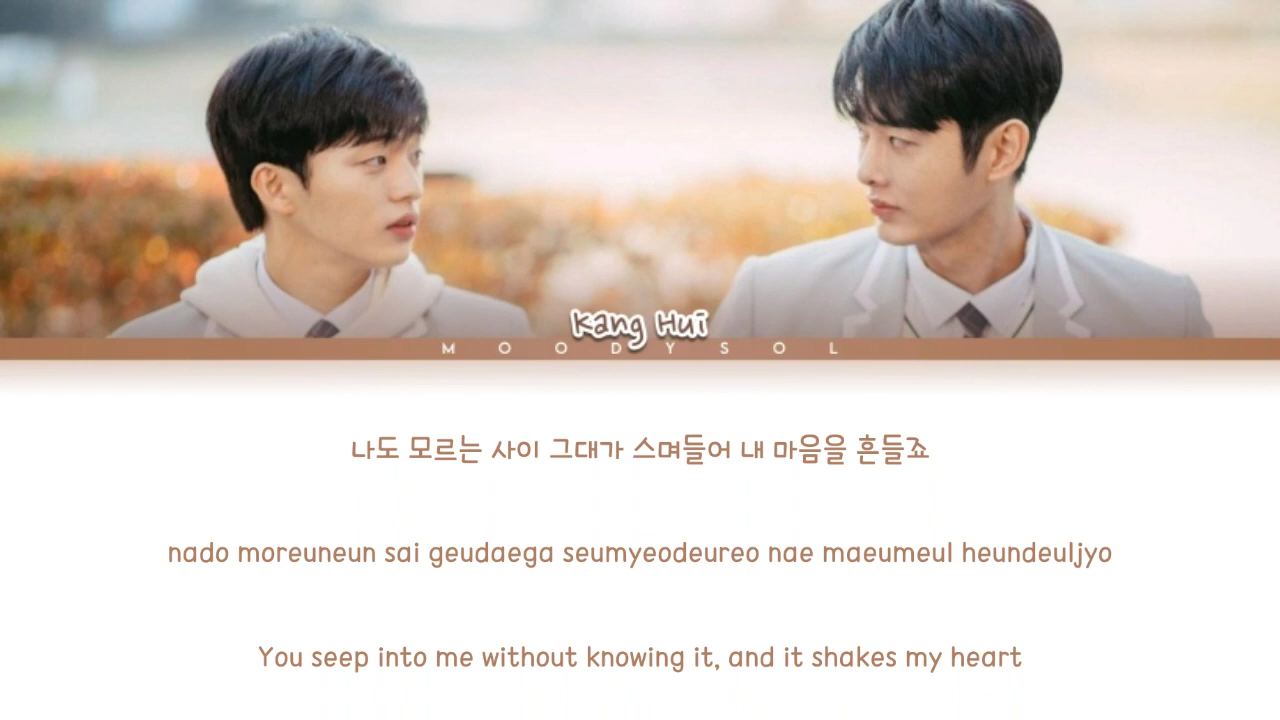 Kang Hui
MOODYSOL
나도 모르는 사이 그대가 스며들어 내 마음을 흔들죠
nado moreuneun sai geudaega seumyeodeureo nae maeumeul heundeuljyo
You seep into me without knowing it, and it shakes my heart